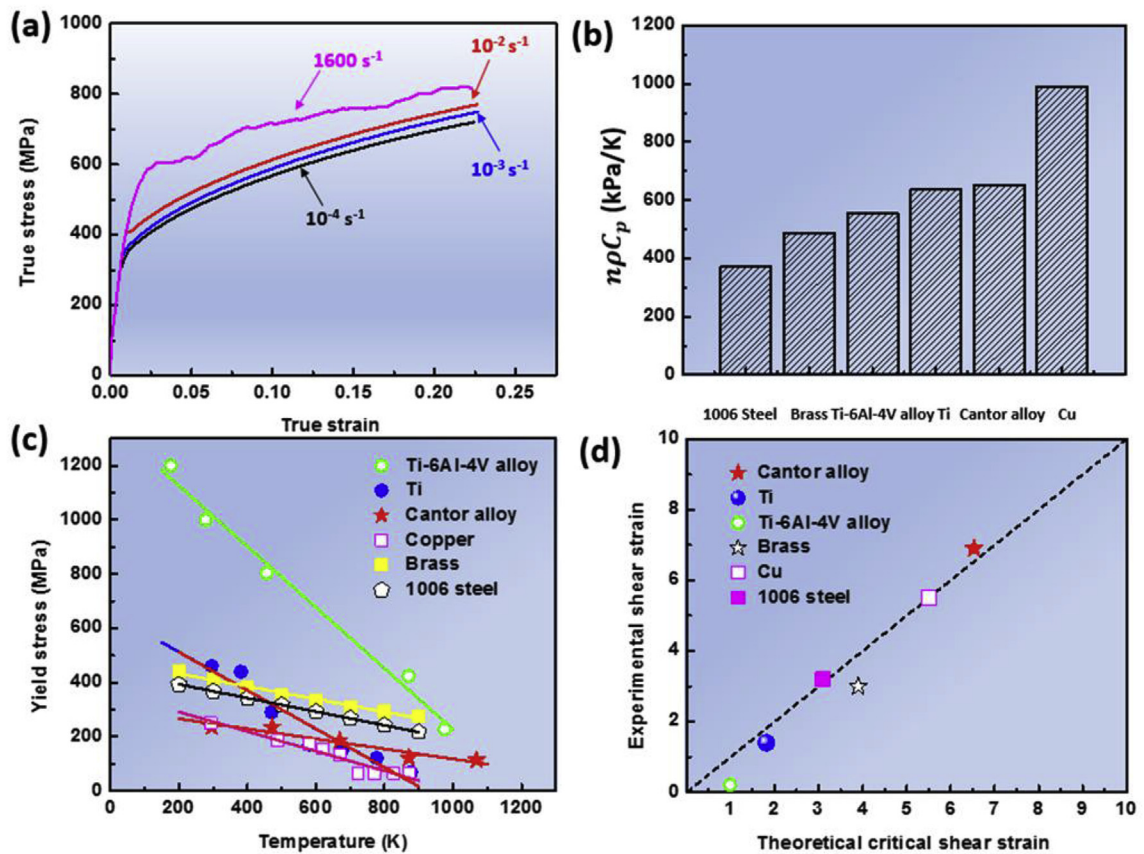 (a)
True stress (MPa)
1000
800
600
400
200
0
1600 s-1
10-2 s-1
10-3 s-1
10-4 s-1
0.00 0.05 0.10 0.15 0.20 0.25
True strain
(b)
nρCp (kPa/K)
1200
1000
800
600
400
200
0
1006 Steel Brass Ti-6Al-4V alloy Ti Cantor alloy Cu
(c)
Yield stress (MPa)
1200
1000
800
600
400
200
0
Ti-6Al-4V alloy
Ti
Cantor alloy
Copper
Brass
1006 steel
200 400 600 800 1000 1200
Temperature (K)
(d)
Experimental shear strain
10
8
6
4
2
0
Cantor alloy
Ti
Ti-6Al-4V alloy
Brass
Cu
1006 steel
0 1 2 3 4 5 6 7 8 9 10
Theoretical critical shear strain